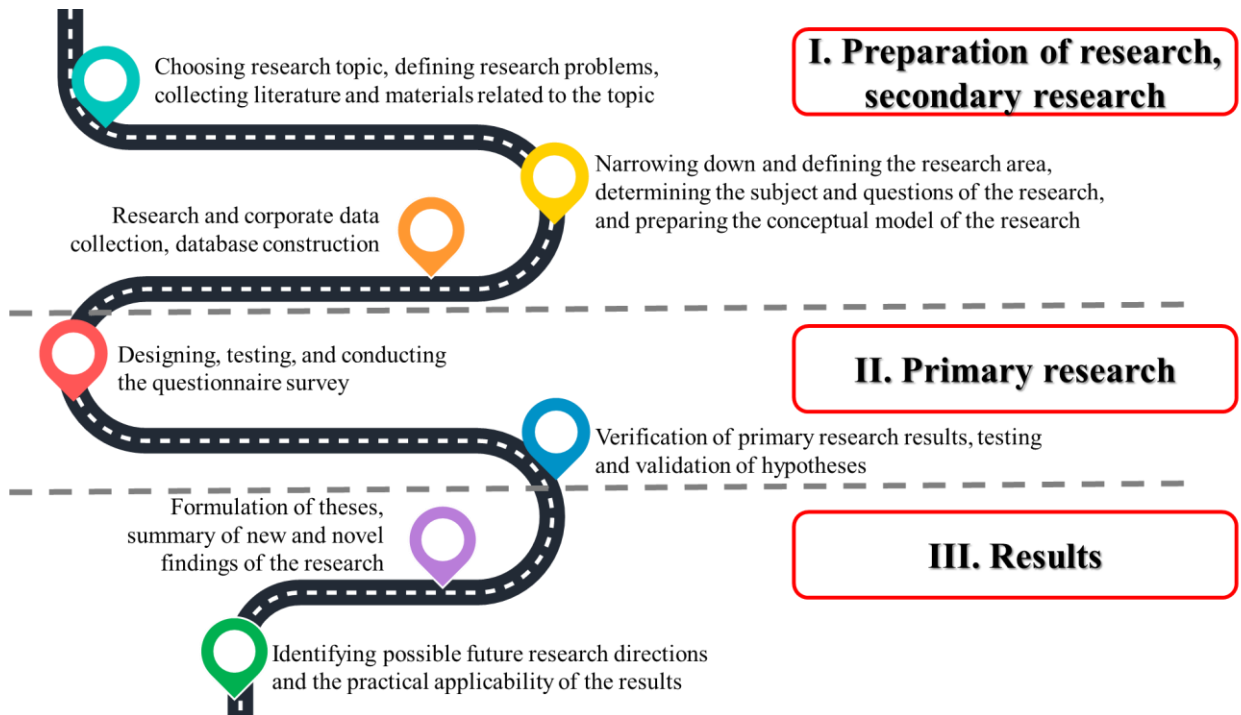 I. Preparation of research,
secondary research
Choosing research topic, defining research problems,
collecting literature and materials related to the topic
Narrowing down and defining the research area,
determining the subject and questions of the research,
and preparing the conceptual model of the research
Research and corporate data
collection, database construction
II. Primary research
Designing, testing, and conducting
the questionnaire survey
Verification of primary research results, testing
and validation of hypotheses
III. Results
Formulation of theses,
summary of new and novel
findings of the research
Identifying possible future research directions
and the practical applicability of the results